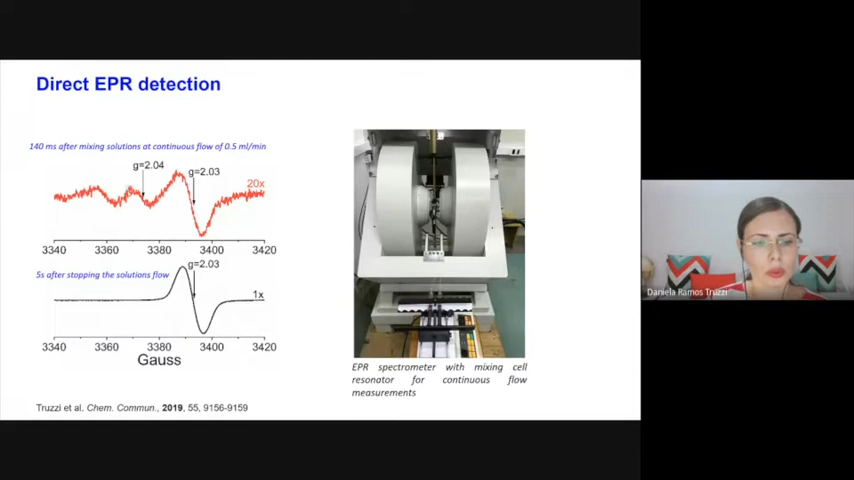 Direct EPR detection
140 ms after mixing solutions at continuous flow of 0.5 ml/min
g=2.04
g=2.03
20x
3340 3360 3380 3400 3420
g=2.03
5s after stopping the solutions flow
1x
3340 3360 3380 3400 3420
Gauss
EPR spectrometer with mixing cell
resonator for continuous flow
measurements
Truzzi et al. Chem. Commun., 2019, 55, 9156-9159
Daniela Ramos Truzzi